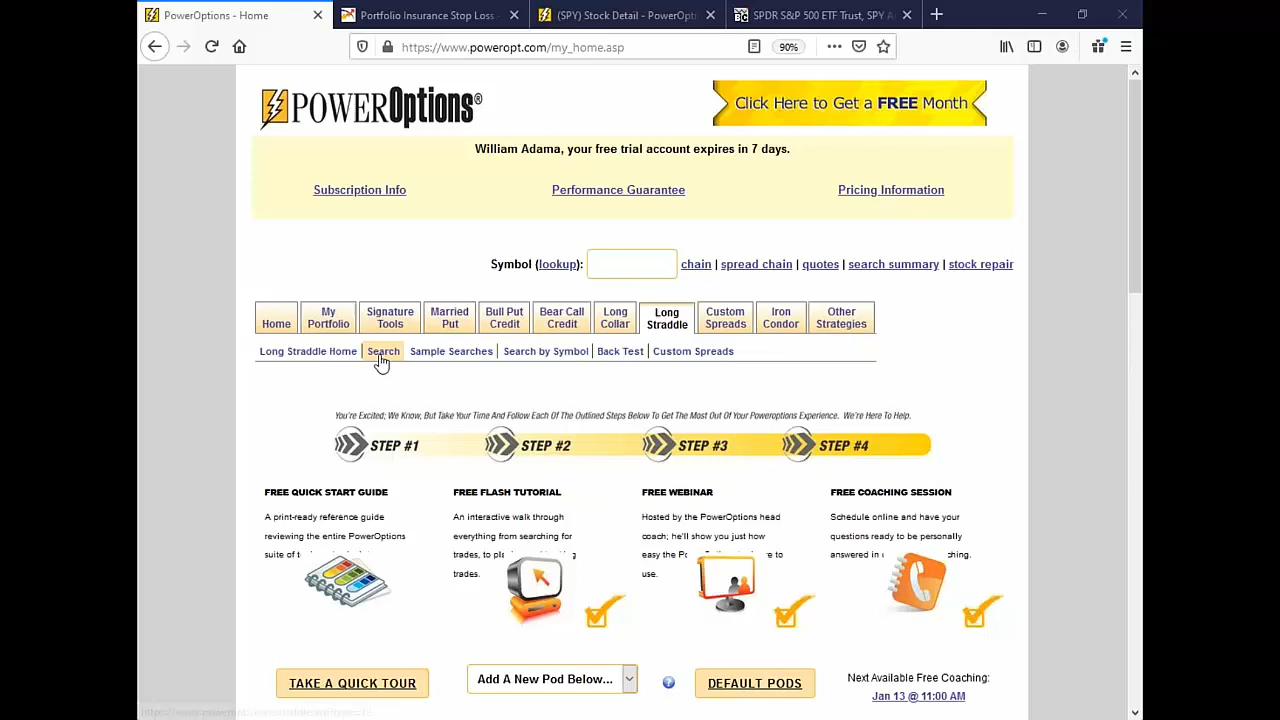 PowerOptions - Home
Portfolio Insurance Stop Loss -
(SPY) Stock Detail - PowerOpti
SPDR S&P 500 ETF Trust, SPY A
https://www.poweropt.com/my_home.asp
90%
POWEROptions®
Click Here to Get a FREE Month
William Adama, your free trial account expires in 7 days.
Subscription Info
Performance Guarantee
Pricing Information
Symbol (lookup): chain | spread chain | quotes | search summary | stock repair
Home
My Portfolio
Signature Tools
Married Put
Bull Put Credit
Bear Call Credit
Long Collar
Long Straddle
Custom Spreads
Iron Condor
Other Strategies
Long Straddle Home | Search Sample Searches | Search by Symbol | Back Test | Custom Spreads
You're Excited; We Know, But Take Your Time And Follow Each Of The Outlined Steps Below To Get The Most Out Of Your Poweroptions Experience. We're Here To Help.
STEP #1 STEP #2 STEP #3 STEP #4
FREE QUICK START GUIDE
A print-ready reference guide
reviewing the entire PowerOptions
suite of
FREE FLASH TUTORIAL
An interactive walk through
everything from searching for
trades, to
trades.
FREE WEBINAR
Hosted by the PowerOptions head
coach; he'll show you just how
easy the to
use.
FREE COACHING SESSION
Schedule online and have your
questions ready to be personally
answered in
TAKE A QUICK TOUR
Add A New Pod Below...
DEFAULT PODS
Next Available Free Coaching:
Jan 13 @ 11:00 AM